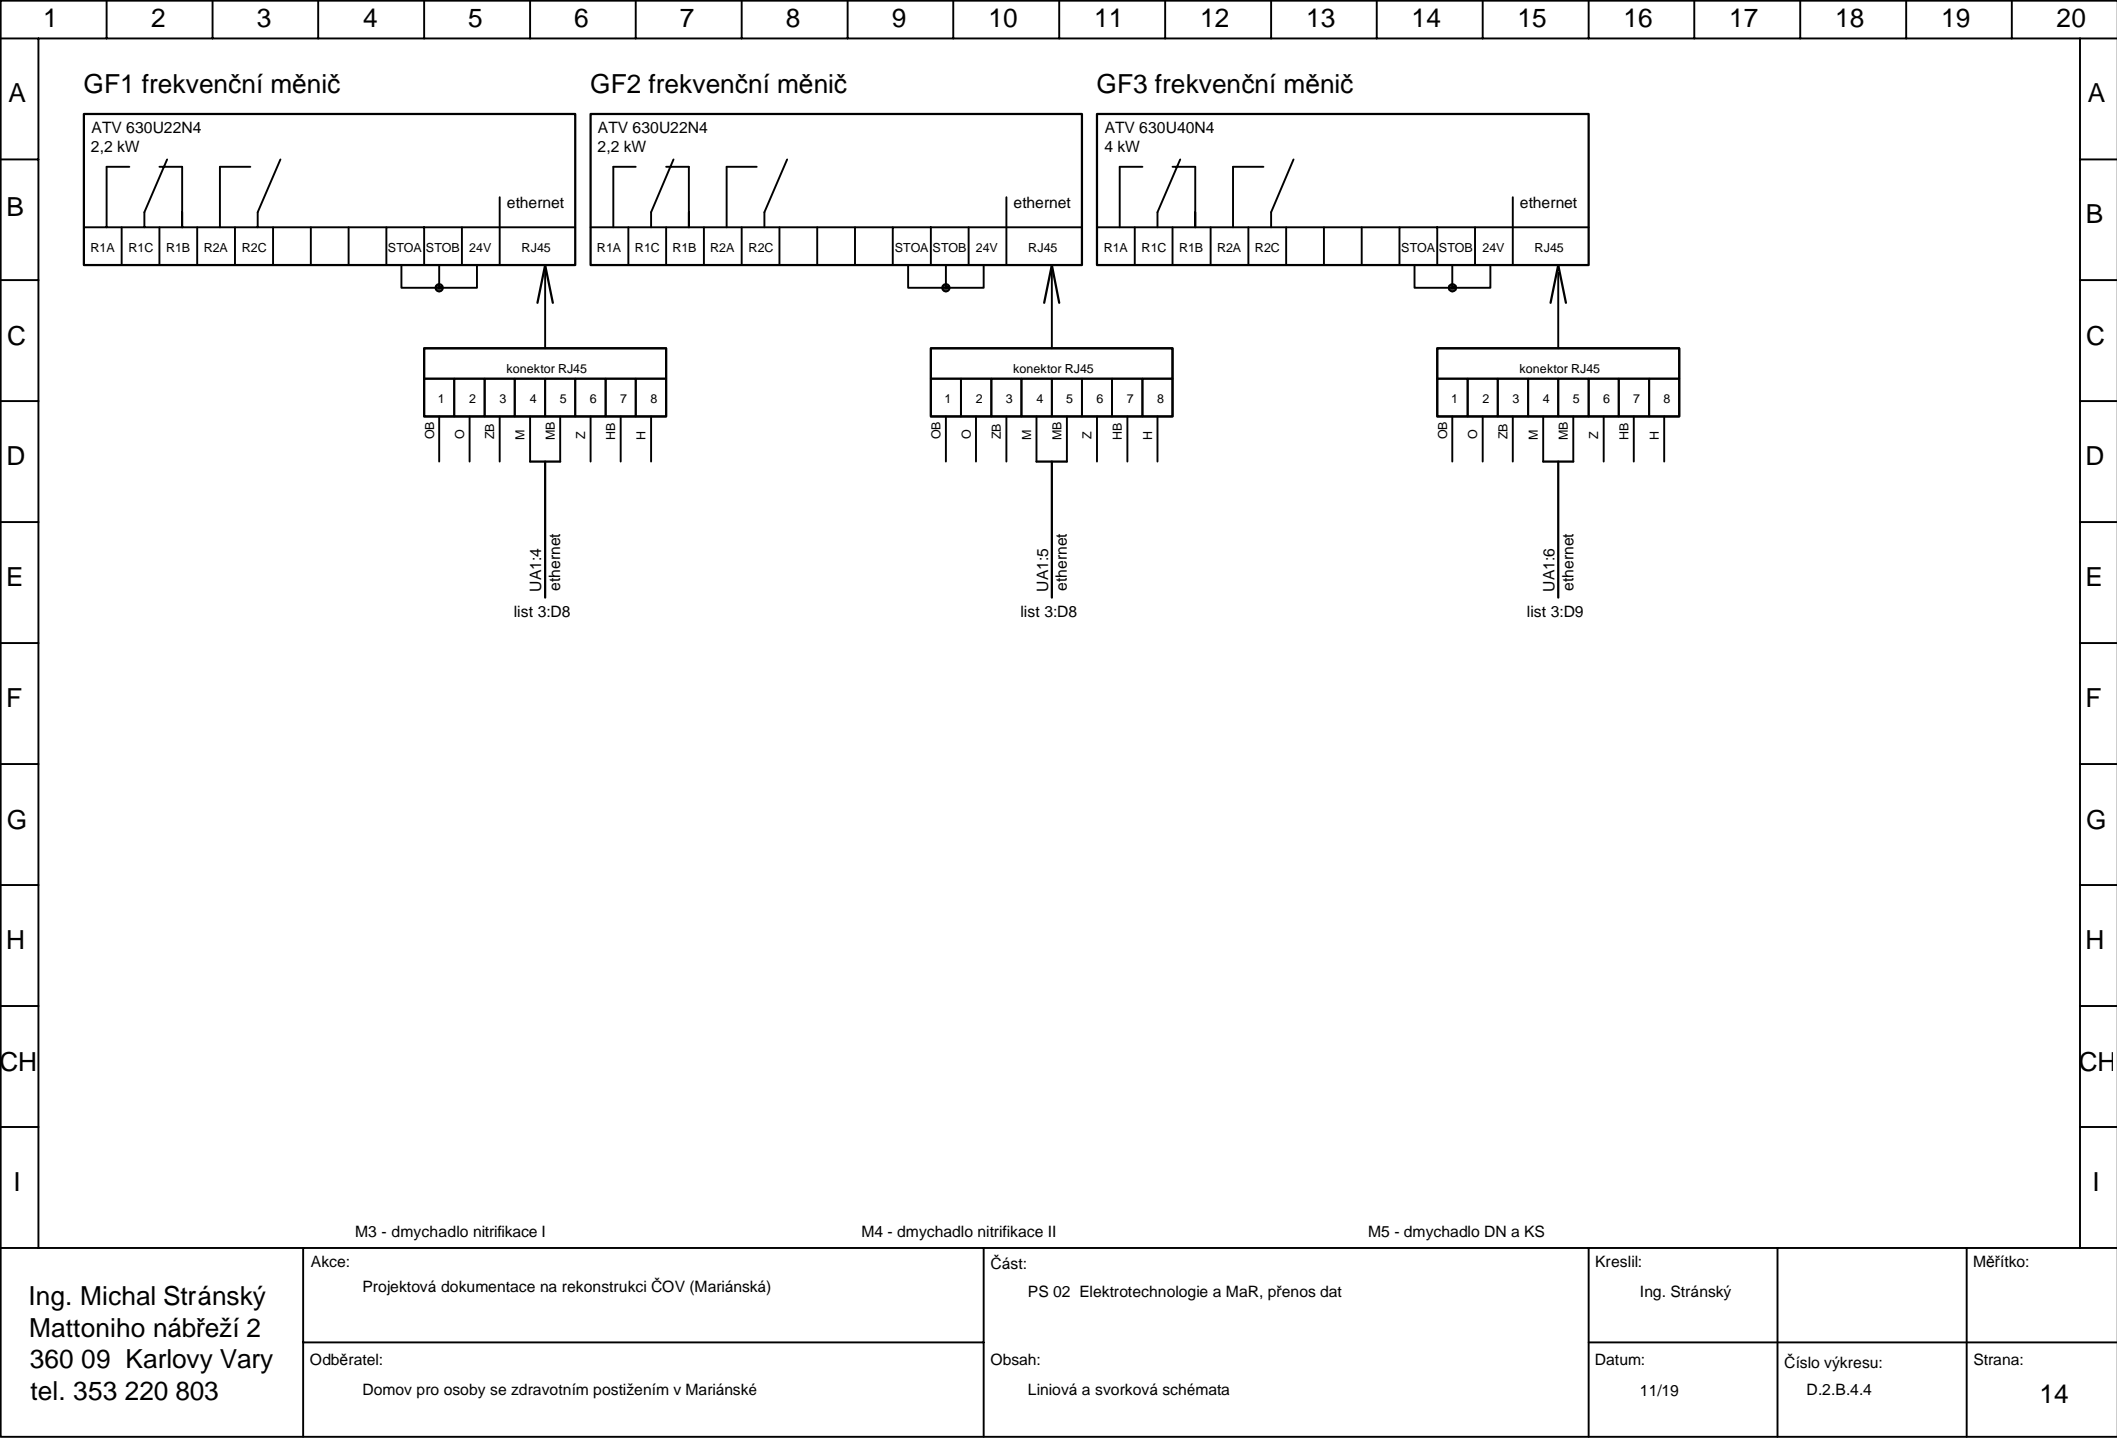 1 2 3 4 5 6 7 8 9 10 11 12 13 14 15 16 17 18 19 20
A A
B B
C C
D D
E E
F F
G G
H H
CH CH
I I
GF1 frekvenční měnič
ATV 630U22N4
2,2 kW
ethernet
R1A R1C R1B R2A R2C STOA STOB 24V RJ45
konektor RJ45
1 2 3 4 5 6 7 8
OB O ZB M MB Z HB H
UA1:4
ethernet
list 3:D8
M3 - dmychadlo nitrifikace I
GF2 frekvenční měnič
ATV 630U22N4
2,2 kW
ethernet
R1A R1C R1B R2A R2C STOA STOB 24V RJ45
konektor RJ45
1 2 3 4 5 6 7 8
OB O ZB M MB Z HB H
UA1:5
ethernet
list 3:D8
M4 - dmychadlo nitrifikace II
GF3 frekvenční měnič
ATV 630U40N4
4 kW
ethernet
R1A R1C R1B R2A R2C STOA STOB 24V RJ45
konektor RJ45
1 2 3 4 5 6 7 8
OB O ZB M MB Z HB H
UA1:6
ethernet
list 3:D9
M5 - dmychadlo DN a KS
Ing. Michal Stránský
Mattoniho nábřeží 2
360 09 Karlovy Vary
tel. 353 220 803
Akce:
Projektová dokumentace na rekonstrukci ČOV (Mariánská)
Odběratel:
Domov pro osoby se zdravotním postižením v Mariánské
Část:
PS 02 Elektrotechnologie a MaR, přenos dat
Obsah:
Liniová a svorková schémata
Kreslil:
Ing. Stránský
Měřítko:
Datum:
11/19
Číslo výkresu:
D.2.B.4.4
Strana:
14